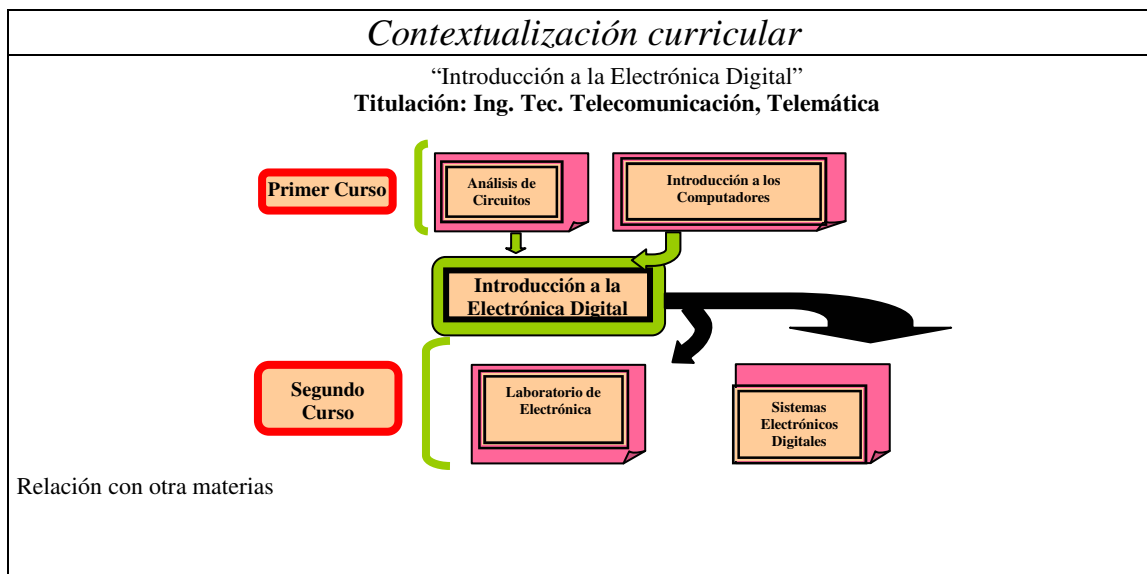 Contextualización curricular
“Introducción a la Electrónica Digital”
Titulación: Ing. Tec. Telecomunicación, Telemática
Primer Curso
Análisis de
Circuitos
Introducción a los
Computadores
Introducción a la
Electrónica Digital
Segundo
Curso
Laboratorio de
Electrónica
Sistemas
Electrónicos
Digitales
Relación con otra materias